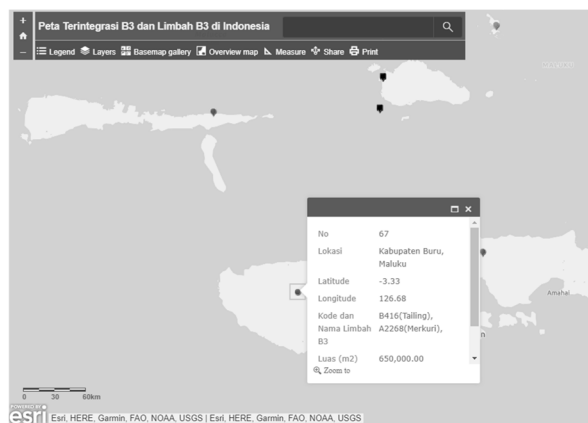 +
Peta Terintegrasi B3 dan Limbah B3 di Indonesia
–
Legend Layers Basemap gallery Overview map Measure Share Print
No 67
Lokasi Kabupaten Buru,
Maluku
Latitude -3.33
Longitude 126.68
Kode dan B416(Tailing),
Nama Limbah A2268(Merkuri),
B3
Luas (m2) 650,000.00
Zoom to
Amahai
n
0 30 60km
POWERED BY
esri
Esri, HERE, Garmin, FAO, NOAA, USGS | Esri, HERE, Garmin, FAO, NOAA, USGS